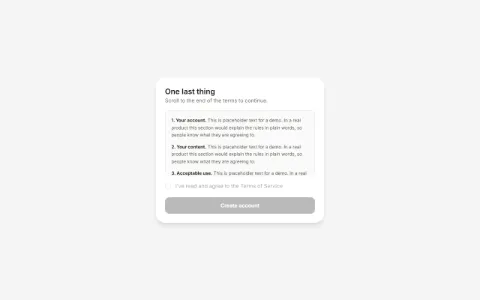 One last thing
Scroll to the end of the terms to continue.
1. Your account. This is placeholder text for a demo. In a real
product this section would explain the rules in plain words, so
people know what they are agreeing to.
2. Your content. This is placeholder text for a demo. In a real
product this section would explain the rules in plain words, so
people know what they are agreeing to.
3. Acceptable use. This is placeholder text for a demo. In a real
I've read and agree to the Terms of Service
Create account